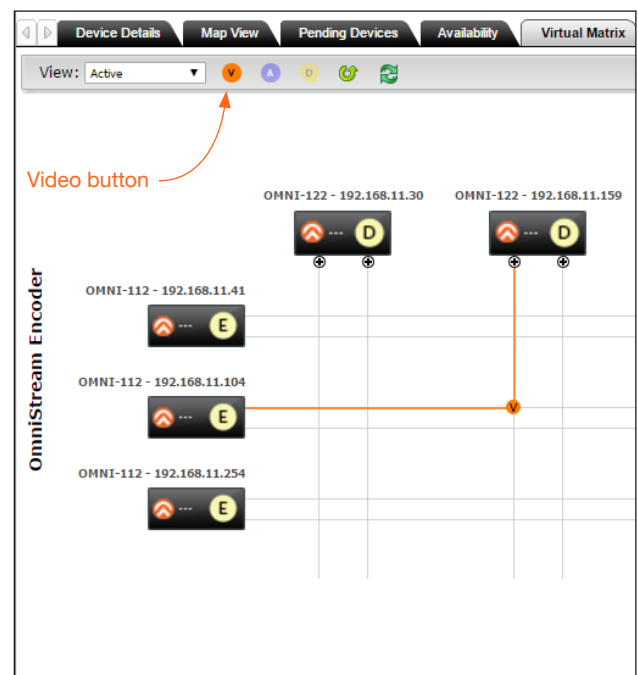 Device Details Map View Pending Devices Availability Virtual Matrix
View: Active V A D
Video button
OMNI-122 - 192.168.11.30 OMNI-122 - 192.168.11.159
--- D --- D
OmniStream Encoder
OMNI-112 - 192.168.11.41
--- E
OMNI-112 - 192.168.11.104
--- E
V
OMNI-112 - 192.168.11.254
--- E